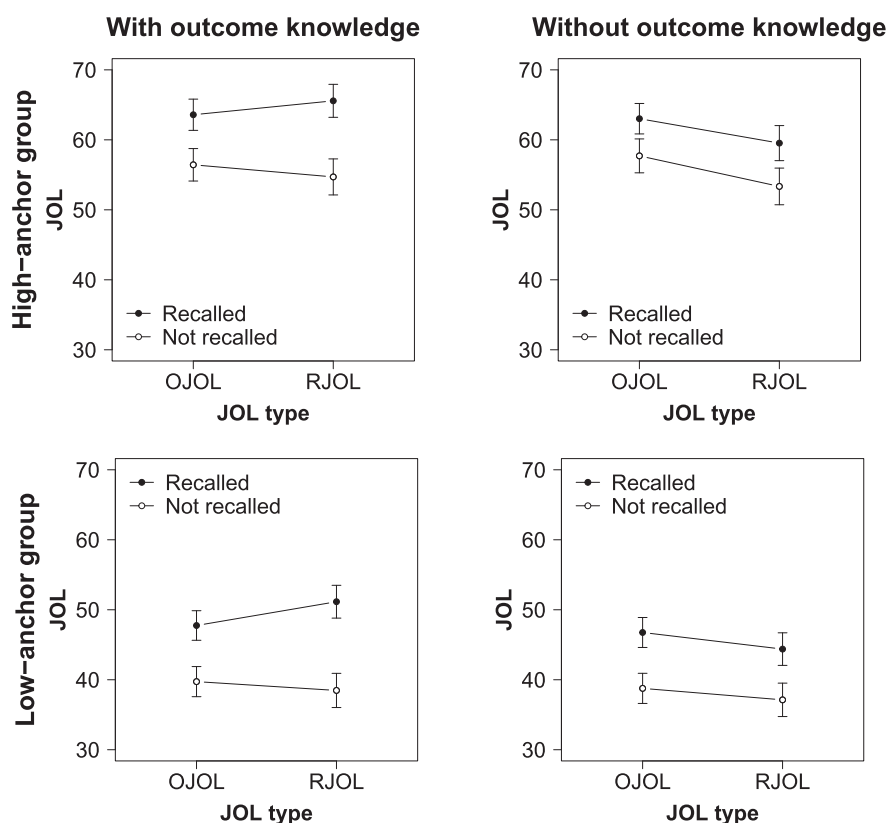 With outcome knowledge
Without outcome knowledge
High−anchor group
JOL
70
60
50
40
30
Recalled
Not recalled
OJOL RJOL
JOL type
JOL
70
60
50
40
30
Recalled
Not recalled
OJOL RJOL
JOL type
Low−anchor group
JOL
70
60
50
40
30
Recalled
Not recalled
OJOL RJOL
JOL type
JOL
70
60
50
40
30
Recalled
Not recalled
OJOL RJOL
JOL type